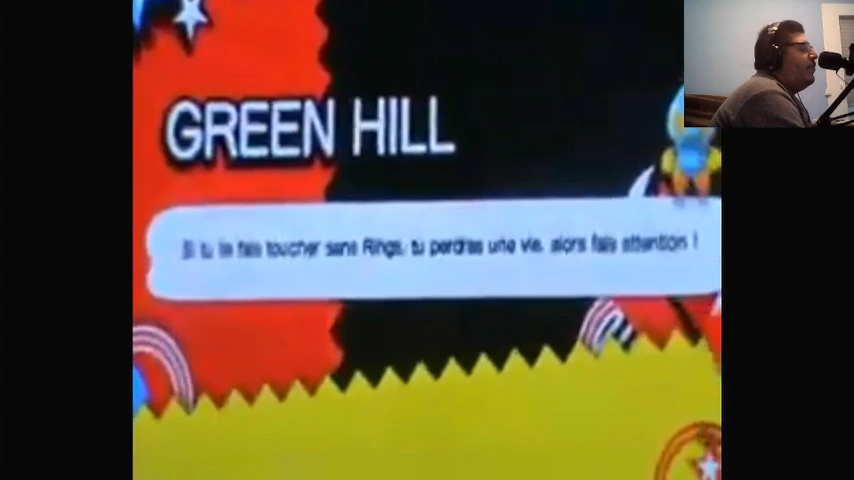 GREEN HILL
Si tu te fais toucher sans Rings, tu perdras une vie, alors fais attention !